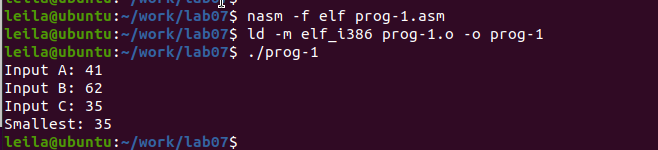 leila@ubuntu:~/work/lab07$ nasm -f elf prog-1.asm
leila@ubuntu:~/work/lab07$ ld -m elf_i386 prog-1.o -o prog-1
leila@ubuntu:~/work/lab07$ ./prog-1
Input A: 41
Input B: 62
Input C: 35
Smallest: 35
leila@ubuntu:~/work/lab07$